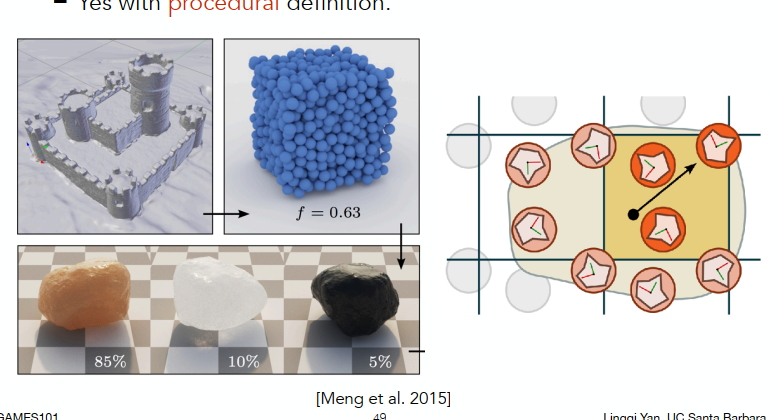 – Yes with procedural definition.
f = 0.63
85%
10%
5%
[Meng et al. 2015]
GAMES101
49
Lingqi Yan, UC Santa Barbara